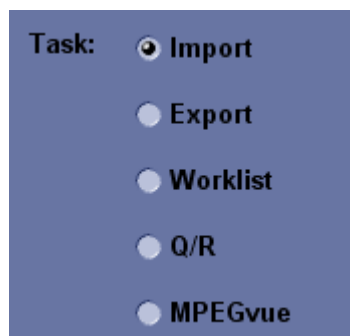 Task: Import
Export
Worklist
Q/R
MPEGvue